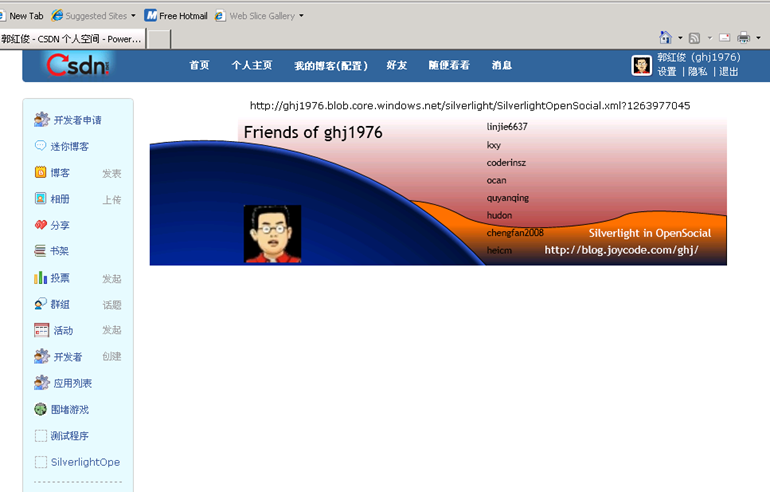 New Tab Suggested Sites Free Hotmail Web Slice Gallery
郭红俊 - CSDN 个人空间 - Power...
Csdn
首页 个人主页 我的博客(配置) 好友 随便看看 消息
郭红俊 (ghj1976)
设置 | 隐私 | 退出
http://ghj1976.blob.core.windows.net/silverlight/SilverlightOpenSocial.xml?1263977045
开发者申请
迷你博客
博客 发表
相册 上传
分享
书架
投票 发起
群组 话题
活动 发起
开发者 创建
应用列表
围堵游戏
测试程序
SilverlightOpe
Friends of ghj1976
linjie6637
kxy
coderinsz
ocan
quyanqing
hudon
chengfan2008
heicm
Silverlight in OpenSocial
http://blog.joycode.com/ghj/